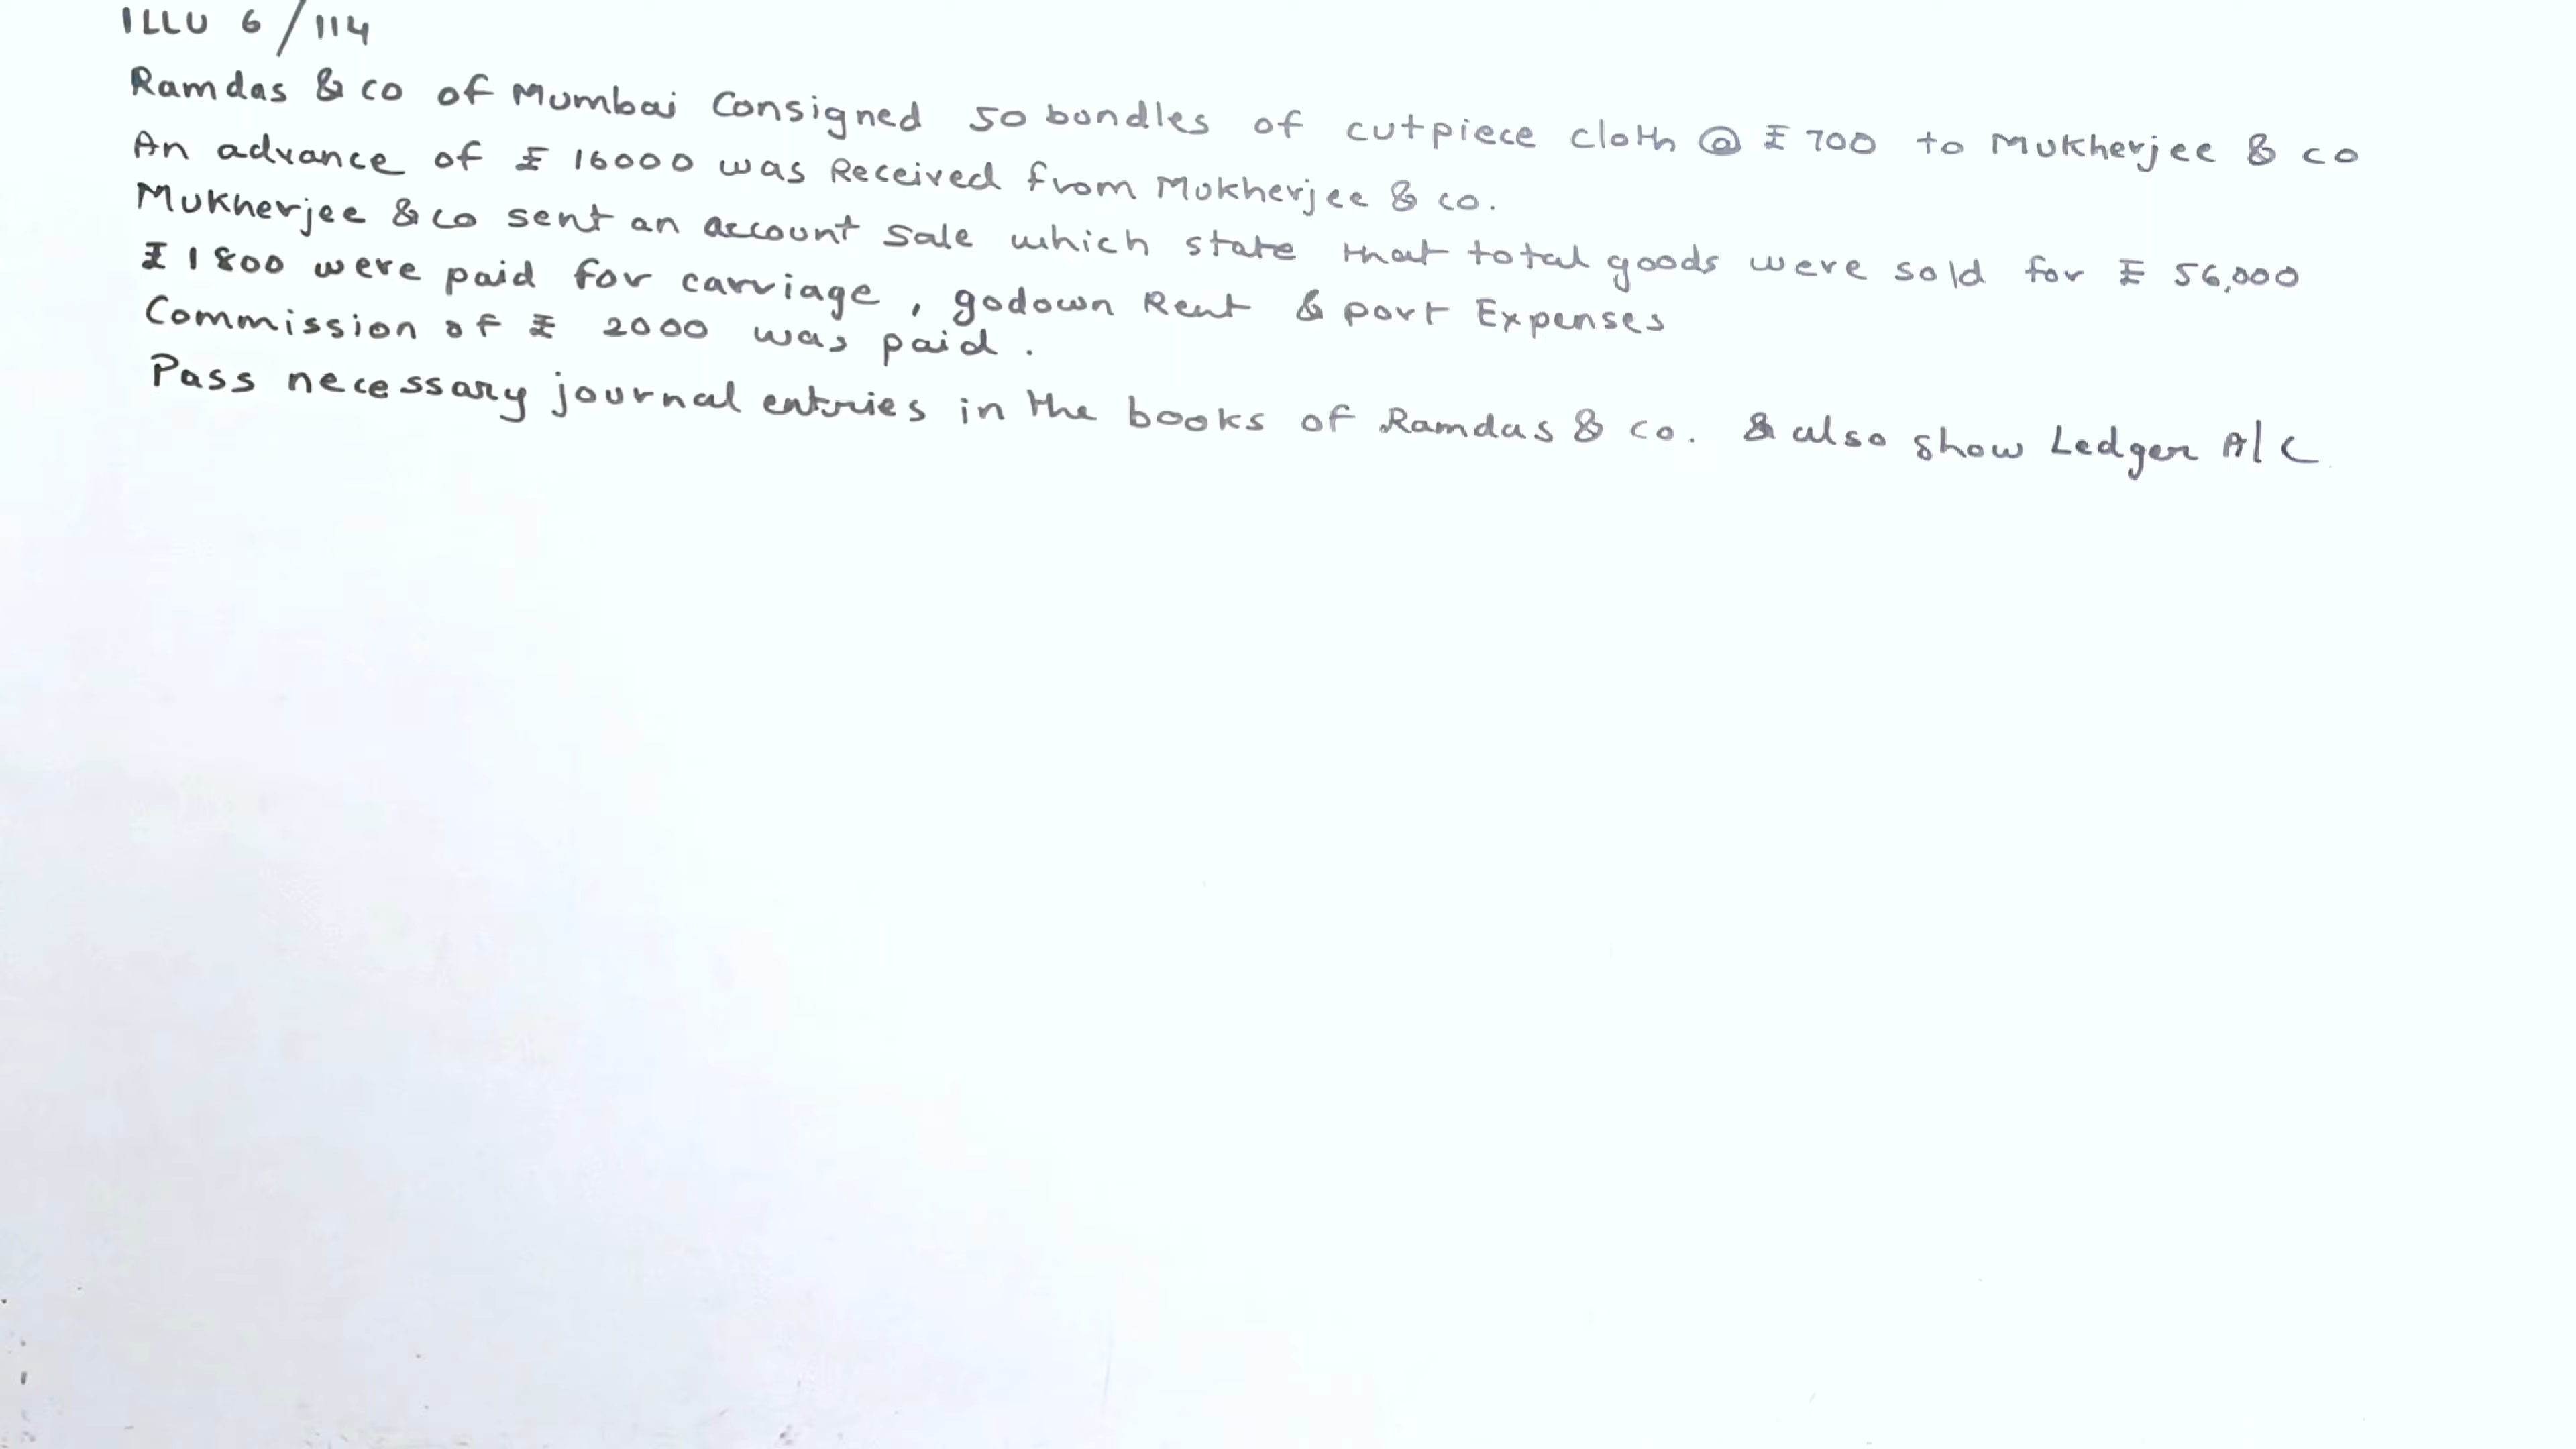 ILLU 6/114
Ramdas & co of Mumbai Consigned 50 bundles of cutpiece cloth @ ₹ 700 to Mukherjee & co
An advance of ₹ 16000 was Received from Mukherjee & co.
Mukherjee & co sent an account sale which state that total goods were sold for ₹ 56,000
₹ 1800 were paid for carriage, godown Rent & port Expenses
Commission of ₹ 2000 was paid.
Pass necessary journal entries in the books of Ramdas & co. & also show Ledger A/C